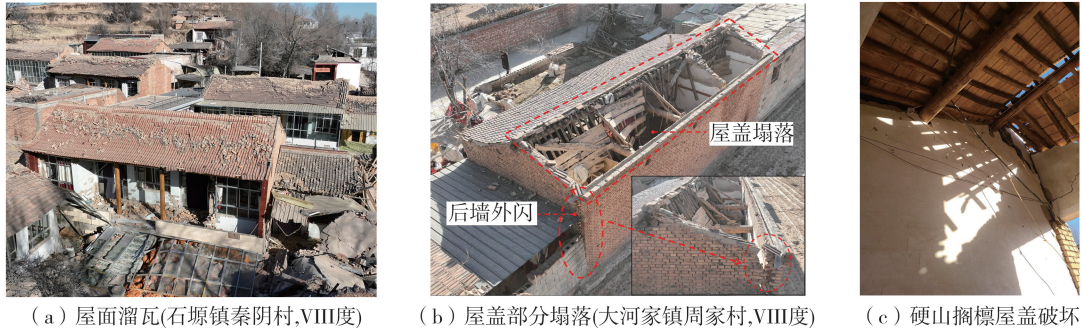 屋盖塌落
后墙外闪
（a）屋面溜瓦(石塬镇秦阴村,VIII度)
（b）屋盖部分塌落(大河家镇周家村,VIII度)
（c）硬山搁檩屋盖破坏